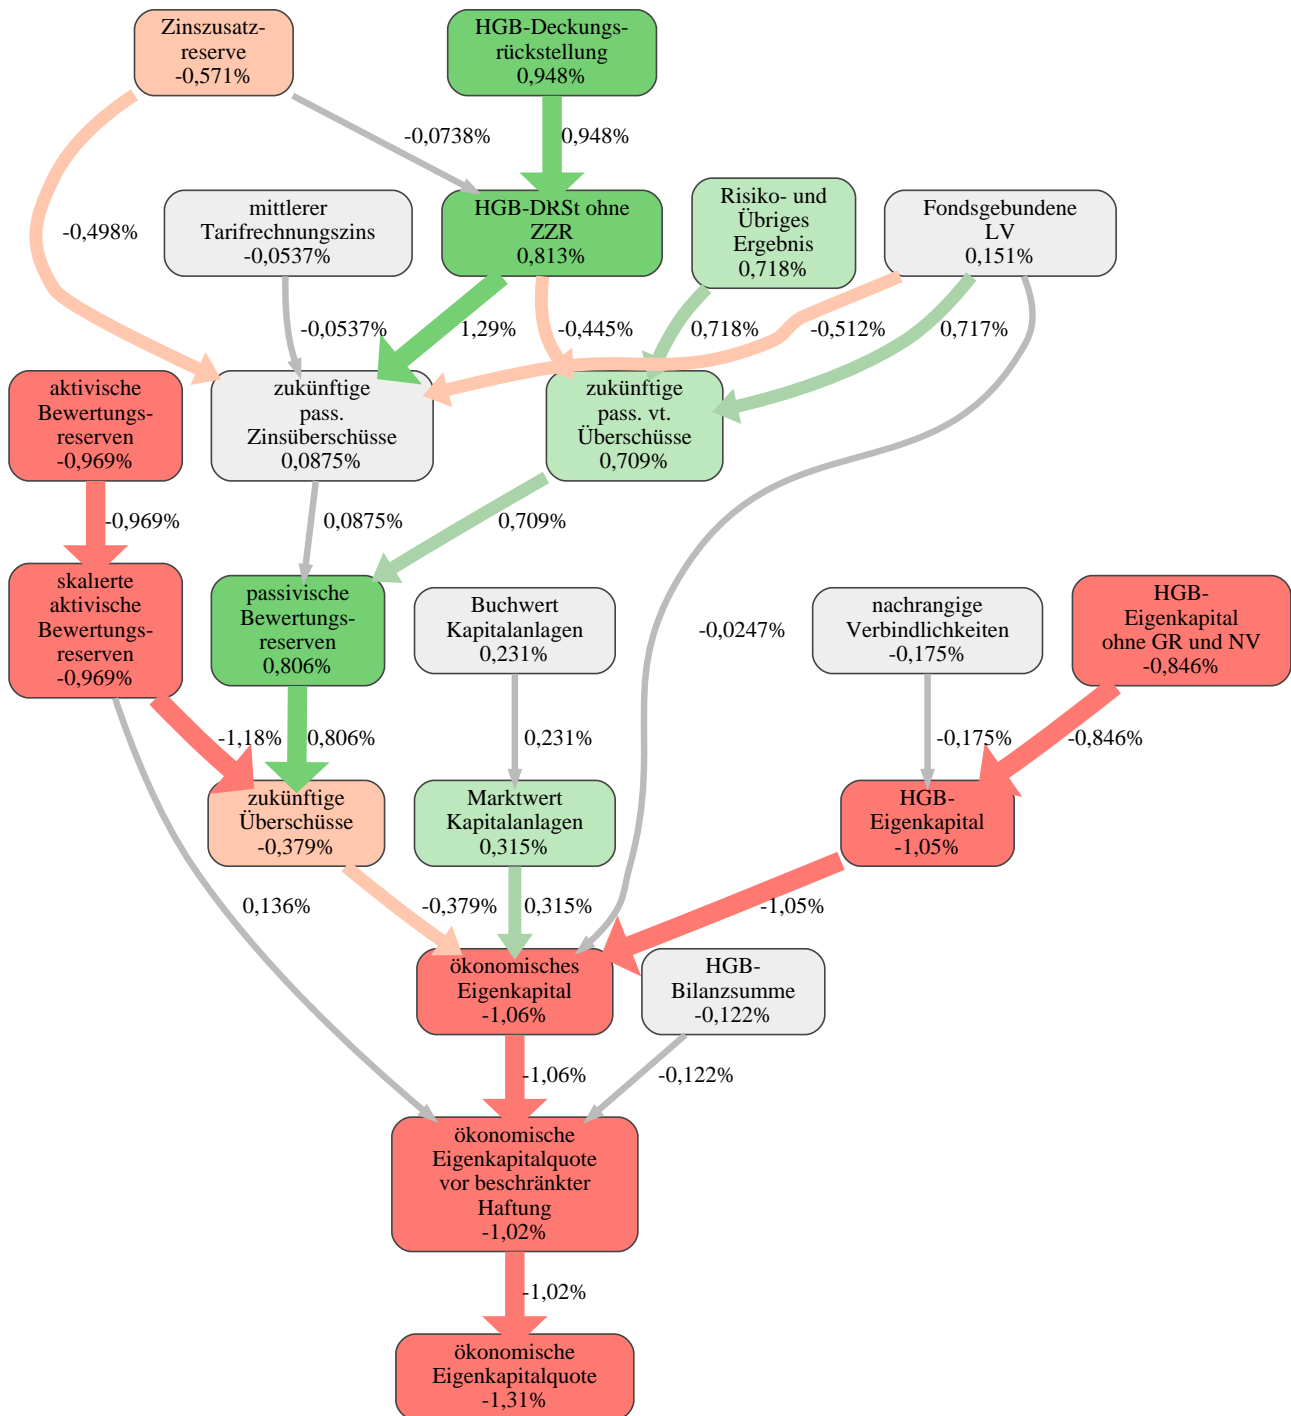 Zinszusatz-
reserve
-0,571%
HGB-Deckungs-
rückstellung
0,948%
-0,0738%
0,948%
-0,498%
mittlerer
Tarifrechnungszins
-0,0537%
HGB-DRSt ohne
ZZR
0,813%
Risiko- und
Übriges
Ergebnis
0,718%
Fondsgebundene
LV
0,151%
-0,0537%
1,29%
-0,445%
0,718%
-0,512%
0,717%
aktivische
Bewertungs-
reserven
-0,969%
zukünftige
pass.
Zinsüberschüsse
0,0875%
zukünftige
pass. vt.
Überschüsse
0,709%
-0,969%
0,0875%
0,709%
skalierte
aktivische
Bewertungs-
reserven
-0,969%
passivische
Bewertungs-
reserven
0,806%
Buchwert
Kapitalanlagen
0,231%
-0,0247%
nachrangige
Verbindlichkeiten
-0,175%
HGB-
Eigenkapital
ohne GR und NV
-0,846%
-1,18%
0,806%
0,231%
-0,175%
-0,846%
zukünftige
Überschüsse
-0,379%
Marktwert
Kapitalanlagen
0,315%
HGB-
Eigenkapital
-1,05%
0,136%
-0,379%
0,315%
-1,05%
ökonomisches
Eigenkapital
-1,06%
HGB-
Bilanzsumme
-0,122%
-1,06%
-0,122%
ökonomische
Eigenkapitalquote
vor beschränkter
Haftung
-1,02%
-1,02%
ökonomische
Eigenkapitalquote
-1,31%